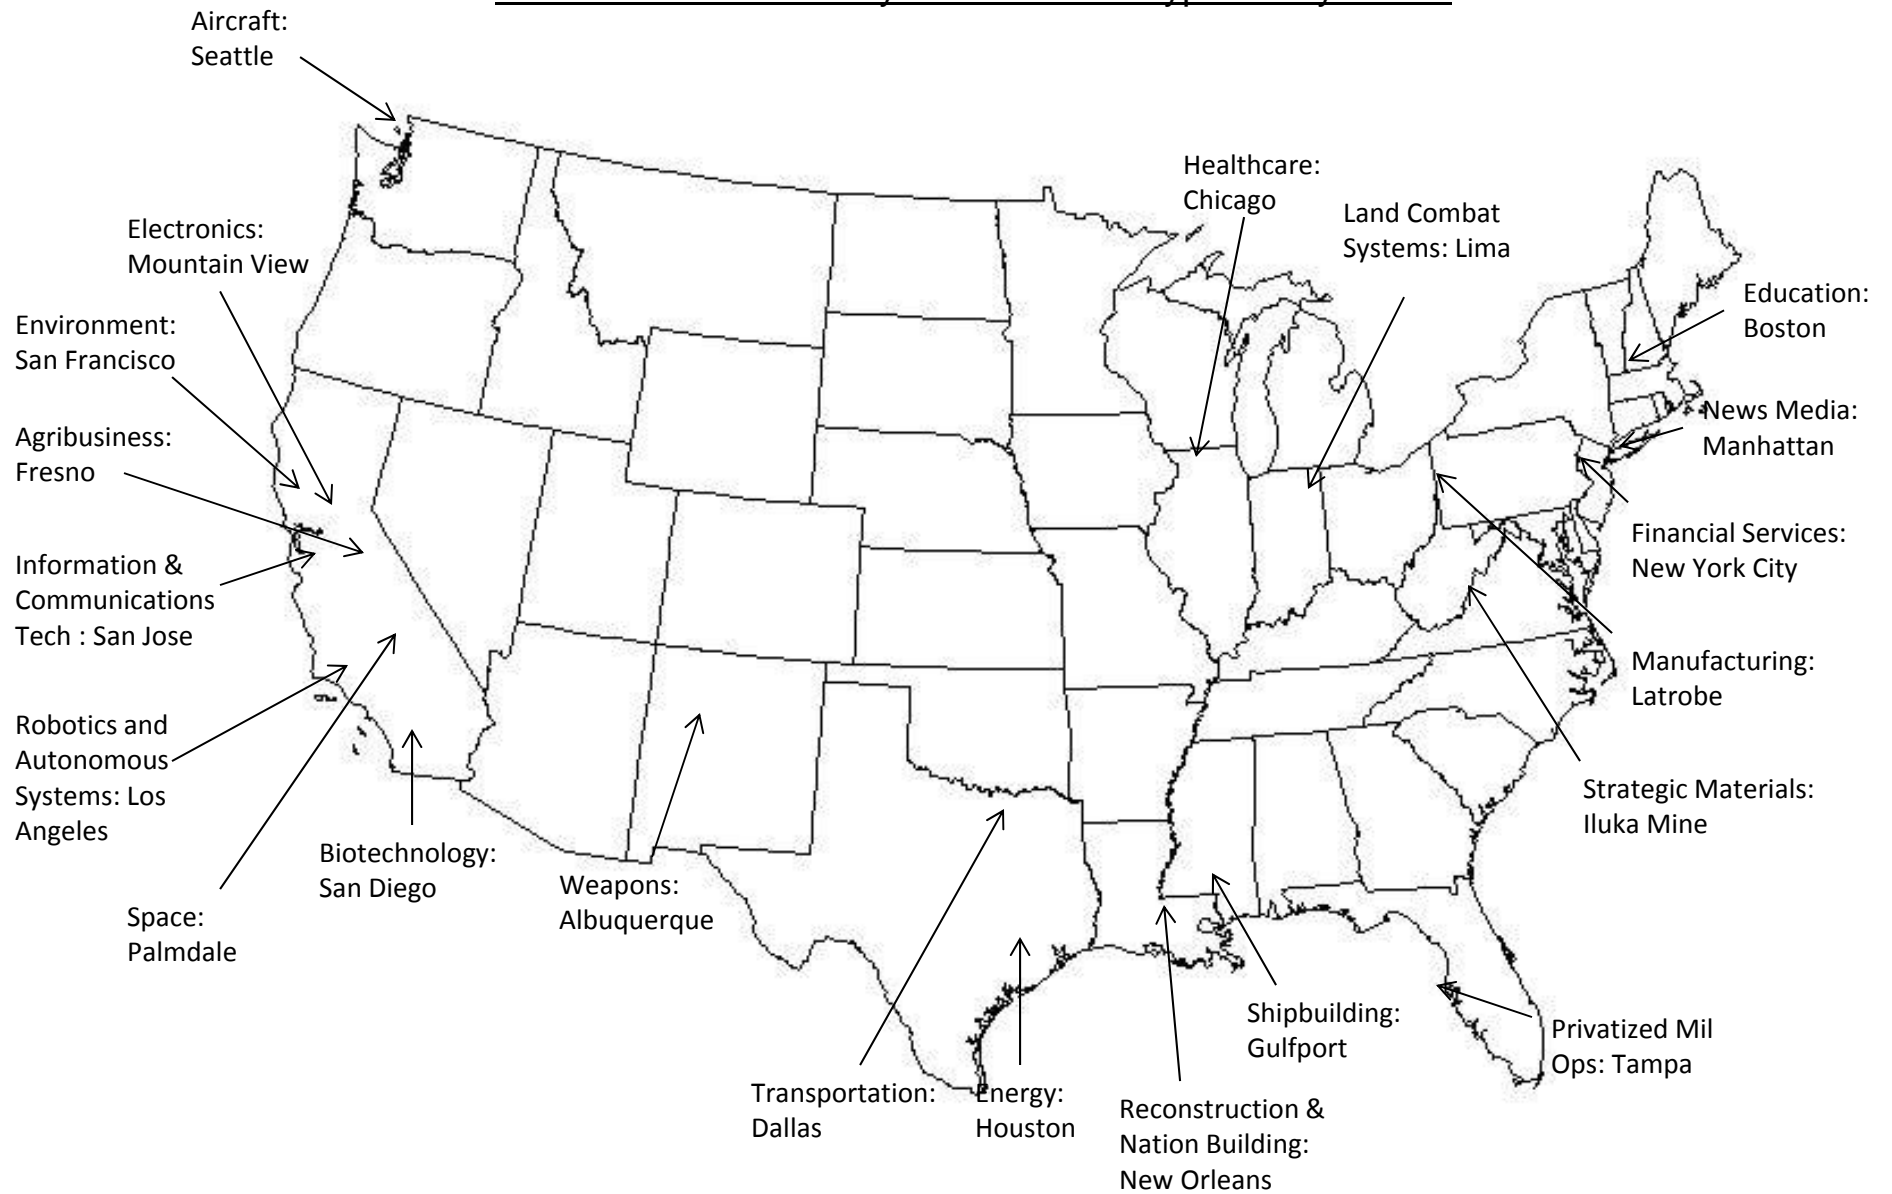 Aircraft:
Seattle
Healthcare:
Chicago
Land Combat
Systems: Lima
Electronics:
Mountain View
Education:
Boston
Environment:
San Francisco
News Media:
Manhattan
Agribusiness:
Fresno
Financial Services:
New York City
Information &
Communications
Tech : San Jose
Manufacturing:
Latrobe
Robotics and
Autonomous
Systems: Los
Angeles
Strategic Materials:
Iluka Mine
Biotechnology:
San Diego
Weapons:
Albuquerque
Space:
Palmdale
Shipbuilding:
Gulfport
Privatized Mil
Ops: Tampa
Transportation:
Dallas
Energy:
Houston
Reconstruction &
Nation Building:
New Orleans